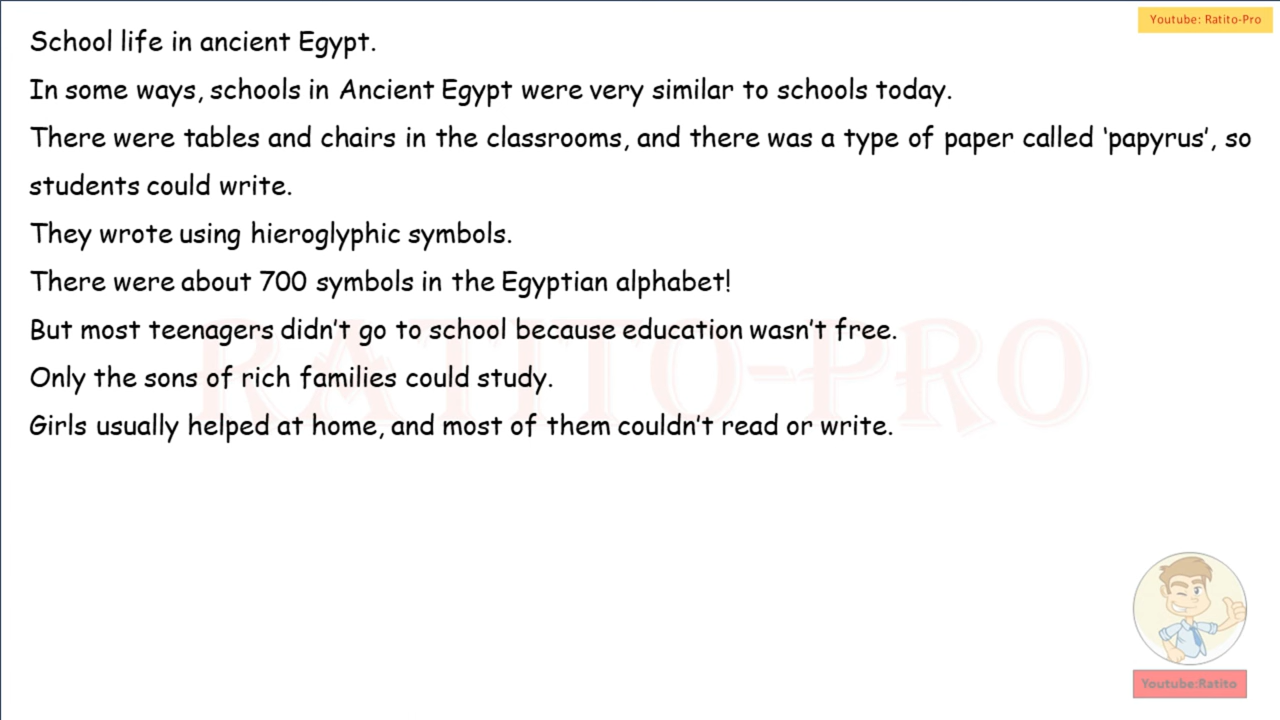 Youtube: Ratito-Pro
School life in ancient Egypt.
In some ways, schools in Ancient Egypt were very similar to schools today.
There were tables and chairs in the classrooms, and there was a type of paper called ‘papyrus’, so
students could write.
They wrote using hieroglyphic symbols.
There were about 700 symbols in the Egyptian alphabet!
But most teenagers didn’t go to school because education wasn’t free.
Only the sons of rich families could study.
Girls usually helped at home, and most of them couldn’t read or write.
RATITO-PRO
Youtube:Ratito